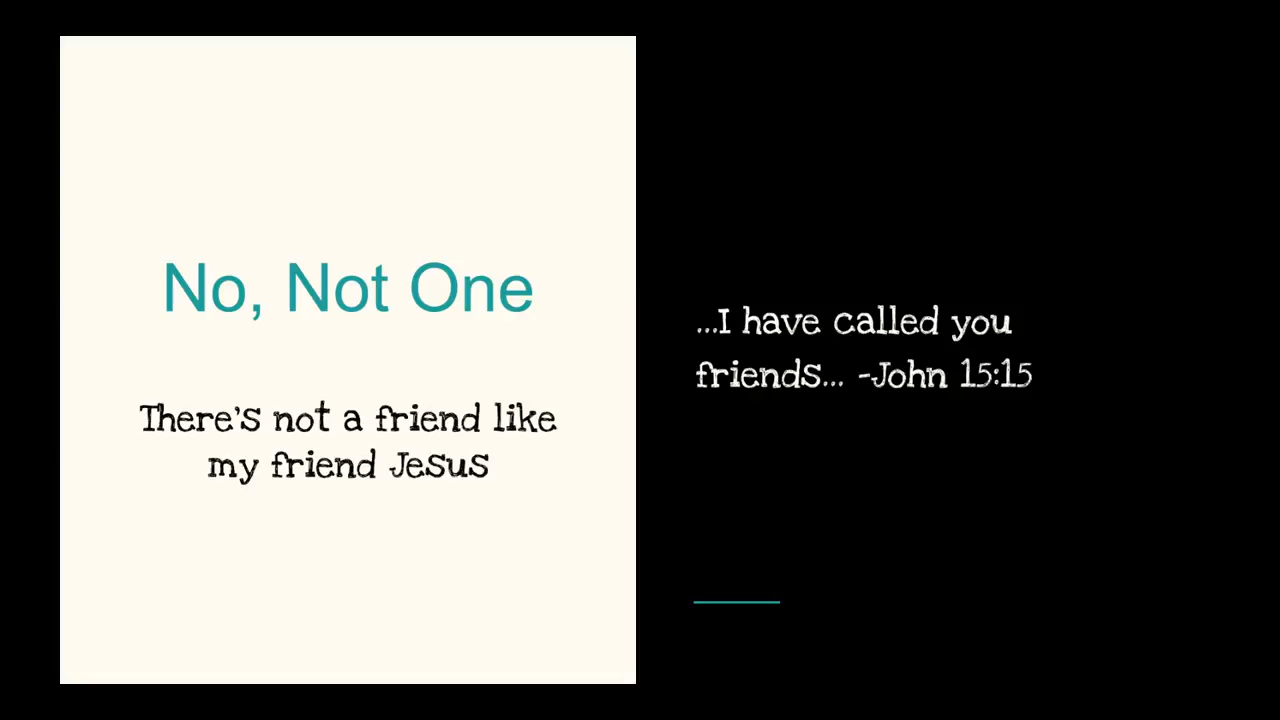 No, Not One
There's not a friend like
my friend Jesus
...I have called you
friends... -John 15:15